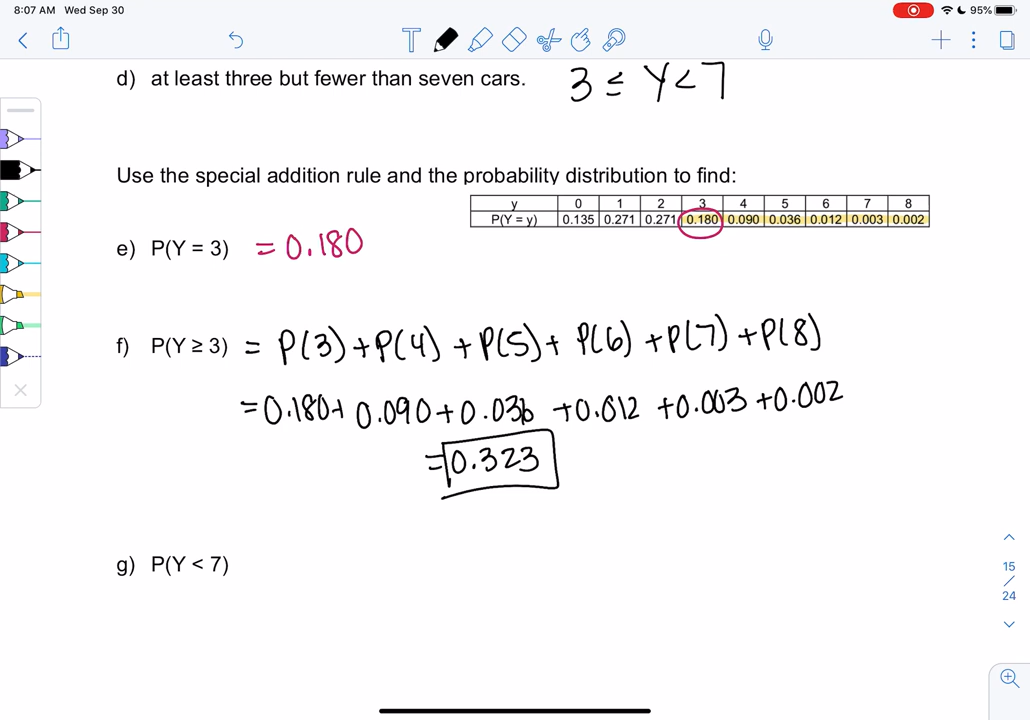 8:07 AM Wed Sep 30
95%
T
d) at least three but fewer than seven cars. 3 ≤ Y < 7
Use the special addition rule and the probability distribution to find:
y 0 1 2 3 4 5 6 7 8
P(Y = y) 0.135 0.271 0.271 0.180 0.090 0.036 0.012 0.003 0.002
e) P(Y = 3) = 0.180
f) P(Y ≥ 3) = P(3) + P(4) + P(5) + P(6) + P(7) + P(8)
= 0.180 + 0.090 + 0.036 + 0.012 + 0.003 + 0.002
= 0.323
g) P(Y < 7)
15
/
24